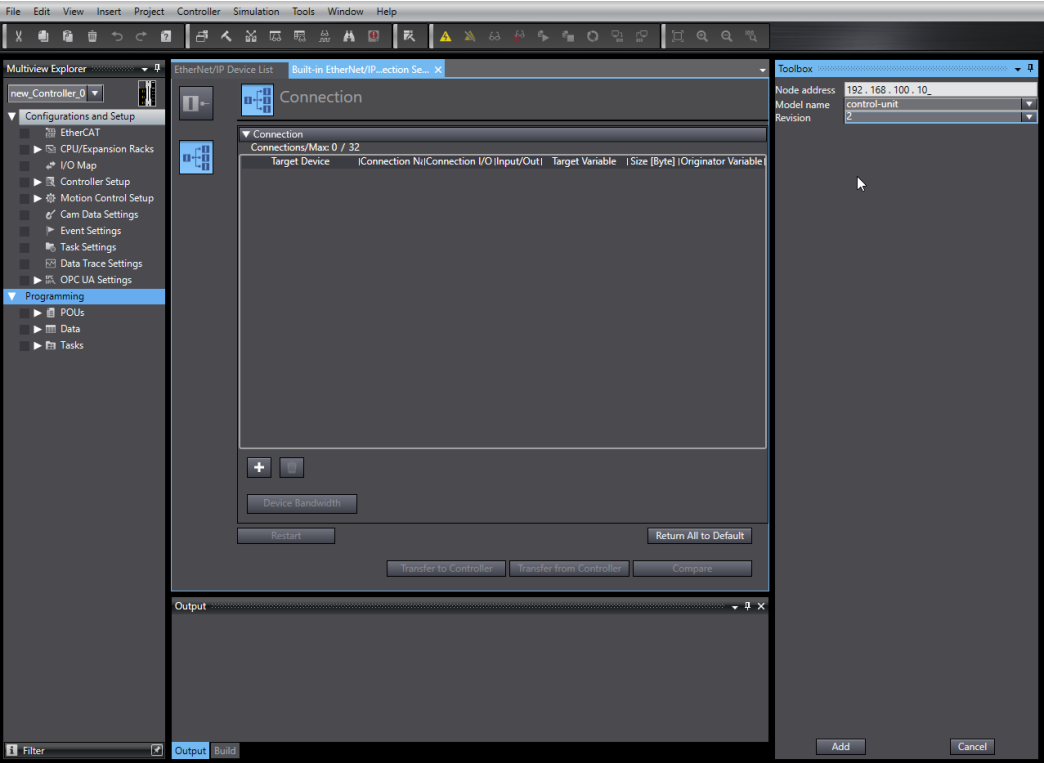 File Edit View Insert Project Controller Simulation Tools Window Help
Multiview Explorer
new_Controller_0
Configurations and Setup
EtherCAT
CPU/Expansion Racks
I/O Map
Controller Setup
Motion Control Setup
Cam Data Settings
Event Settings
Task Settings
Data Trace Settings
OPC UA Settings
Programming
POUs
Data
Tasks
Filter
EtherNet/IP Device List Built-in EtherNet/IP...ection Se...
Connection
Connection
Connections/Max: 0 / 32
Target Device |Connection Na|Connection I/O|Input/Out| Target Variable |Size [Byte]|Originator Variable|
Device Bandwidth
Restart Return All to Default
Transfer to Controller Transfer from Controller Compare
Output
Output Build
Toolbox
Node address 192 . 168 . 100 . 10_
Model name control-unit
Revision 2
Add Cancel